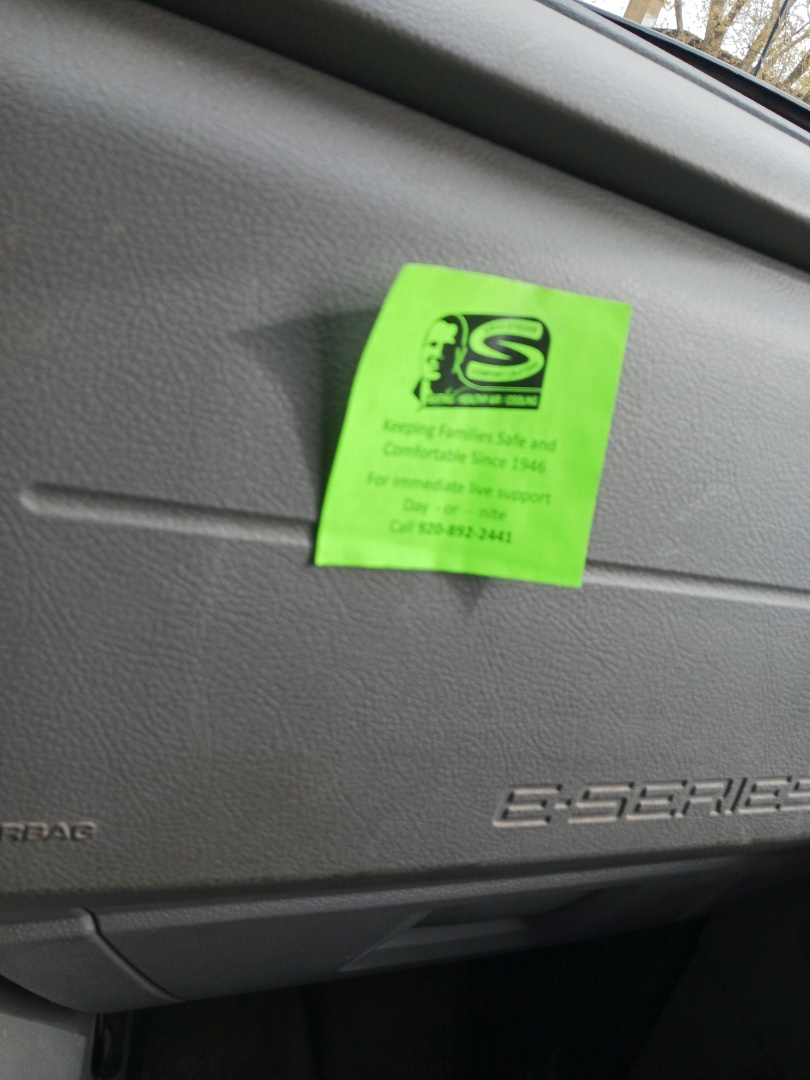 Keeping Families Safe and
Comfortable Since 1946
For immediate live support
Day - or - nite
Call 920-892-2441
E-SERIES
RBAG